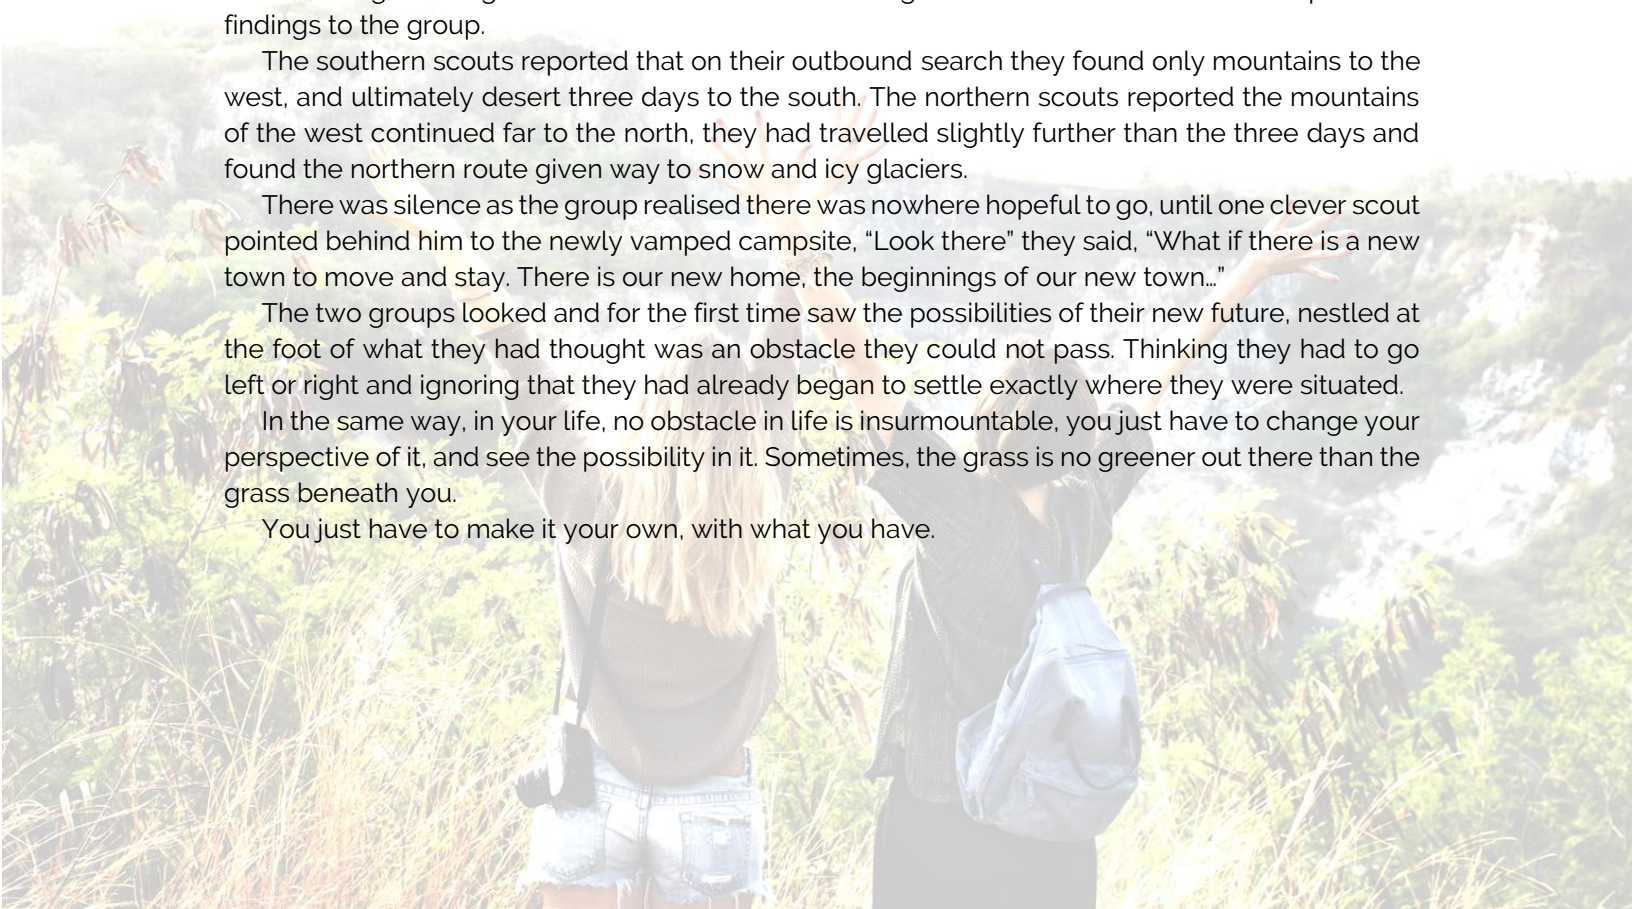 findings to the group.
The southern scouts reported that on their outbound search they found only mountains to the
west, and ultimately desert three days to the south. The northern scouts reported the mountains
of the west continued far to the north, they had travelled slightly further than the three days and
found the northern route given way to snow and icy glaciers.
There was silence as the group realised there was nowhere hopeful to go, until one clever scout
pointed behind him to the newly vamped campsite, “Look there” they said, “What if there is a new
town to move and stay. There is our new home, the beginnings of our new town…”
The two groups looked and for the first time saw the possibilities of their new future, nestled at
the foot of what they had thought was an obstacle they could not pass. Thinking they had to go
left or right and ignoring that they had already began to settle exactly where they were situated.
In the same way, in your life, no obstacle in life is insurmountable, you just have to change your
perspective of it, and see the possibility in it. Sometimes, the grass is no greener out there than the
grass beneath you.
You just have to make it your own, with what you have.